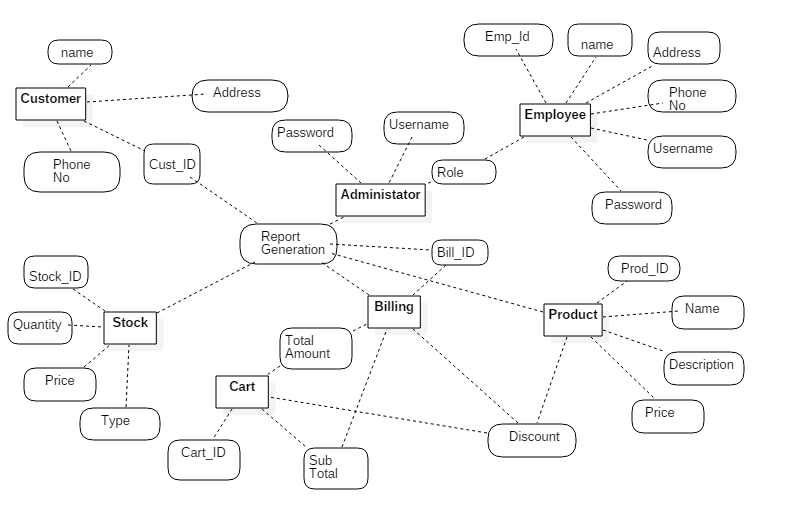 Emp_Id
name
name
Address
Customer
Address
Phone
No
Employee
Password
Username
Username
Phone
No
Cust_ID
Role
Administator
Password
Report
Generation
Bill_ID
Stock_ID
Prod_ID
Billing
Name
Quantity
Stock
Product
Total
Amount
Description
Price
Cart
Type
Price
Discount
Cart_ID
Sub
Total